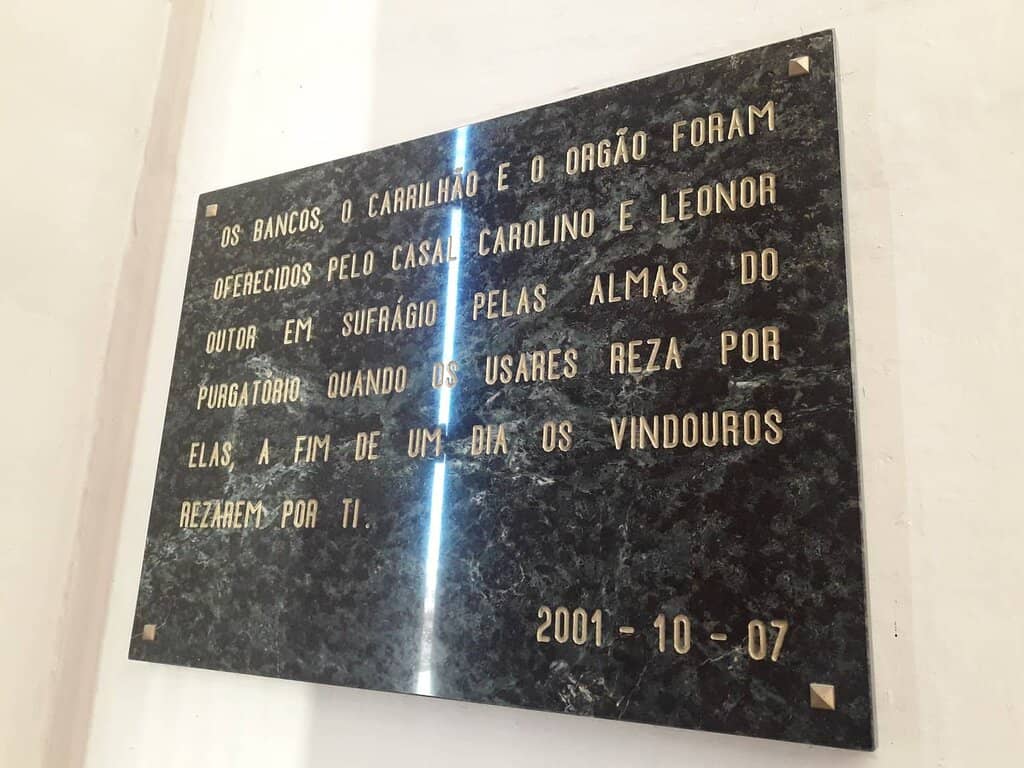 OS BANCOS, O CARRILHÃO E O ORGÃO FORAM
OFERECIDOS PELO CASAL CAROLINO E LEONOR
OUTOR EM SUFRÁGIO PELAS ALMAS DO
PURGATORIO. QUANDO OS USARES REZA POR
ELAS, A FIM DE UM DIA OS VINDOUROS
REZAREM POR TI.
2001 - 10 - 07